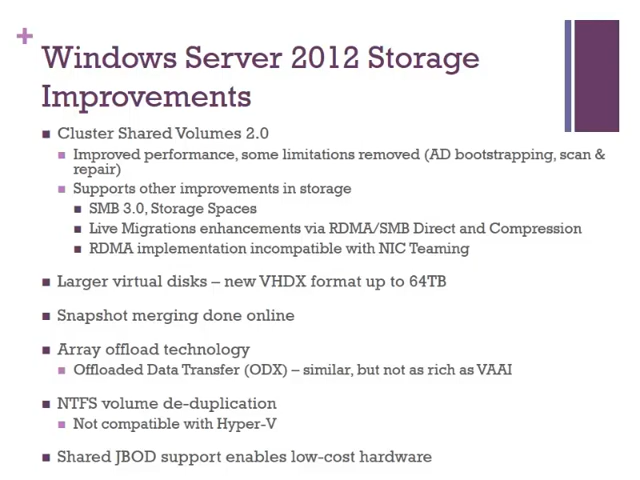 +
Windows Server 2012 Storage
Improvements
■ Cluster Shared Volumes 2.0
■ Improved performance, some limitations removed (AD bootstrapping, scan &
repair)
■ Supports other improvements in storage
■ SMB 3.0, Storage Spaces
■ Live Migrations enhancements via RDMA/SMB Direct and Compression
■ RDMA implementation incompatible with NIC Teaming
■ Larger virtual disks – new VHDX format up to 64TB
■ Snapshot merging done online
■ Array offload technology
■ Offloaded Data Transfer (ODX) – similar, but not as rich as VAAI
■ NTFS volume de-duplication
■ Not compatible with Hyper-V
■ Shared JBOD support enables low-cost hardware